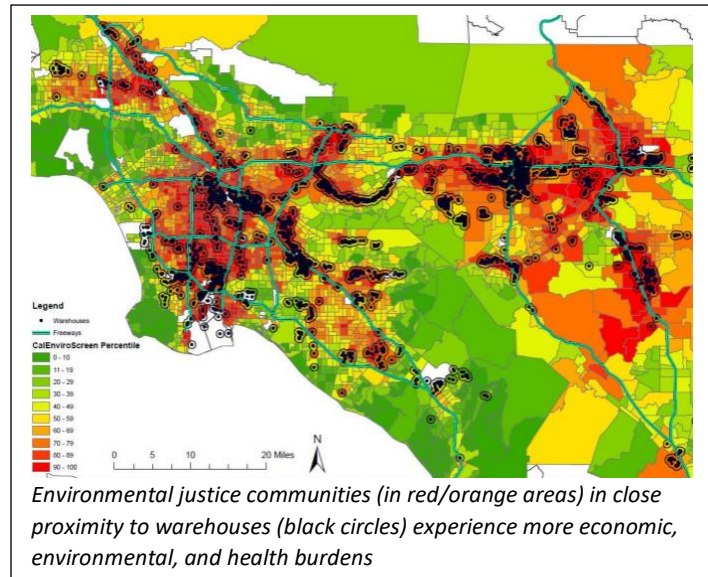 Legend
Warehouses
Freeways
CalEnviroScreen Percentile
0 - 10
11 - 19
20 - 29
30 - 39
40 - 49
50 - 59
60 - 69
70 - 79
80 - 89
90 - 100
0 5 10 20 Miles
N
Environmental justice communities (in red/orange areas) in close
proximity to warehouses (black circles) experience more economic,
environmental, and health burdens